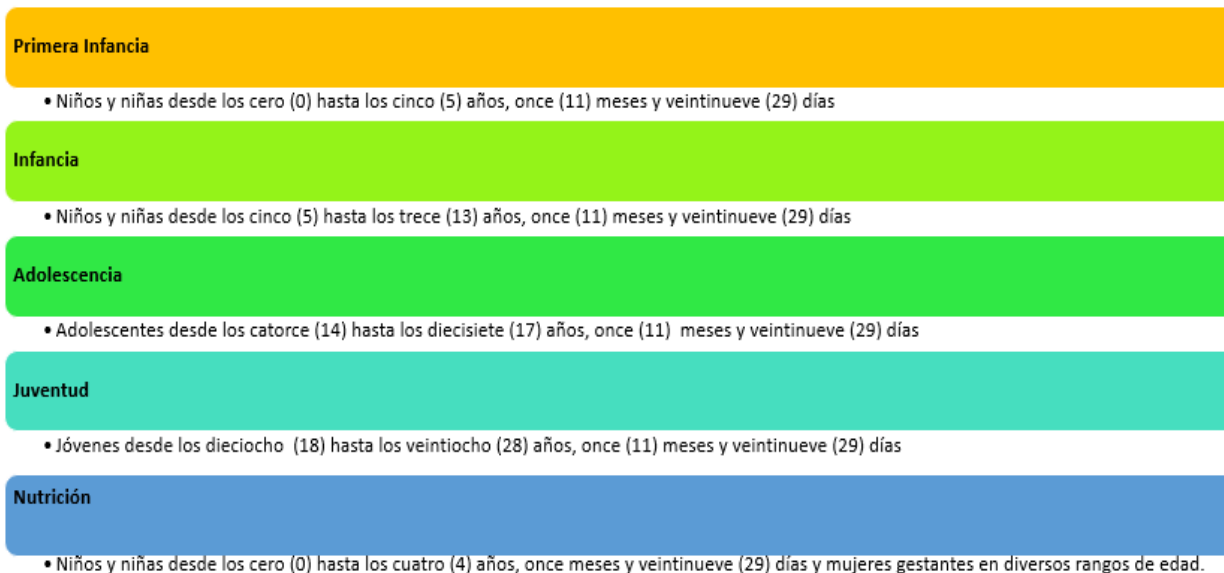 Primera Infancia
• Niños y niñas desde los cero (0) hasta los cinco (5) años, once (11) meses y veintinueve (29) días
Infancia
• Niños y niñas desde los cinco (5) hasta los trece (13) años, once (11) meses y veintinueve (29) días
Adolescencia
• Adolescentes desde los catorce (14) hasta los diecisiete (17) años, once (11)  meses y veintinueve (29) días
Juventud
• Jóvenes desde los dieciocho  (18) hasta los veintiocho (28) años, once (11) meses y veintinueve (29) días
Nutrición
• Niños y niñas desde los cero (0) hasta los cuatro (4) años, once meses y veintinueve (29) días y mujeres gestantes en diversos rangos de edad.